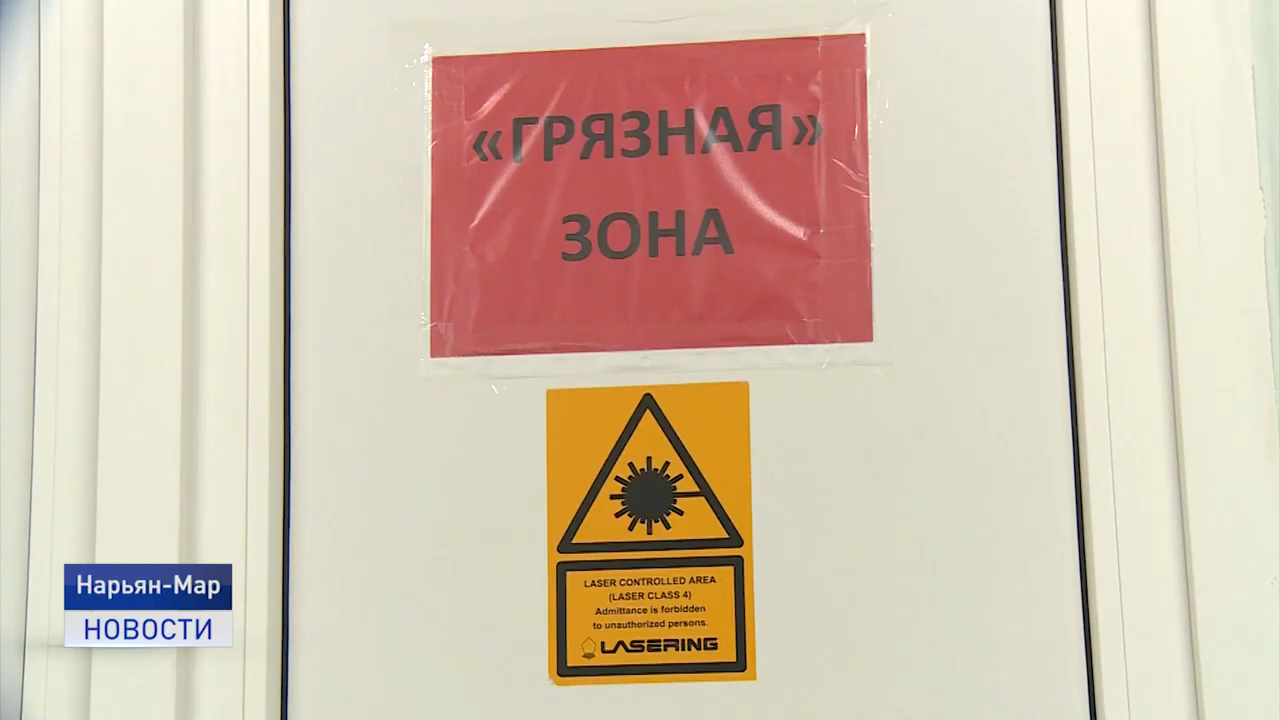 «ГРЯЗНАЯ»
ЗОНА
LASER CONTROLLED AREA
(LASER CLASS 4)
Admittance is forbidden
to unauthorized persons.
LASERING
Нарьян-Мар
НОВОСТИ